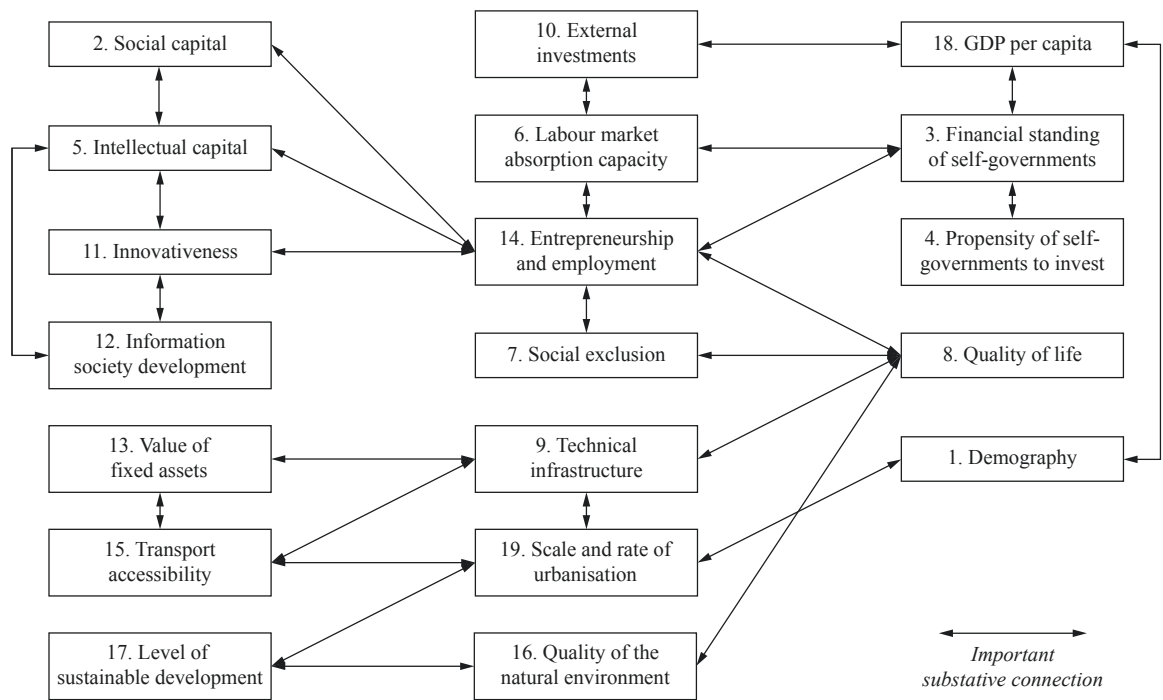 2. Social capital
10. External
investments
18. GDP per capita
5. Intellectual capital
6. Labour market
absorption capacity
3. Financial standing
of self-governments
11. Innovativeness
14. Entrepreneurship
and employment
4. Propensity of self-
governments to invest
12. Information
society development
7. Social exclusion
8. Quality of life
13. Value of
fixed assets
9. Technical
infrastructure
1. Demography
15. Transport
accessibility
19. Scale and rate of
urbanisation
17. Level of
sustainable development
16. Quality of the
natural environment
Important
substative connection